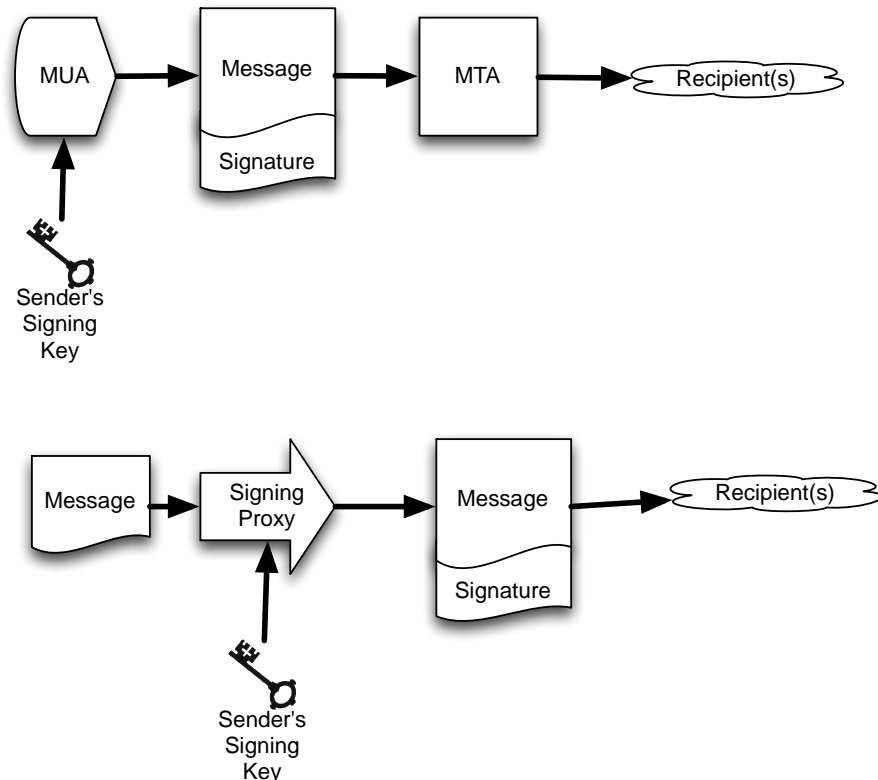 MUA
Message
Signature
MTA
Recipient(s)
Sender's
Signing
Key
Message
Signing
Proxy
Message
Signature
Recipient(s)
Sender's
Signing
Key